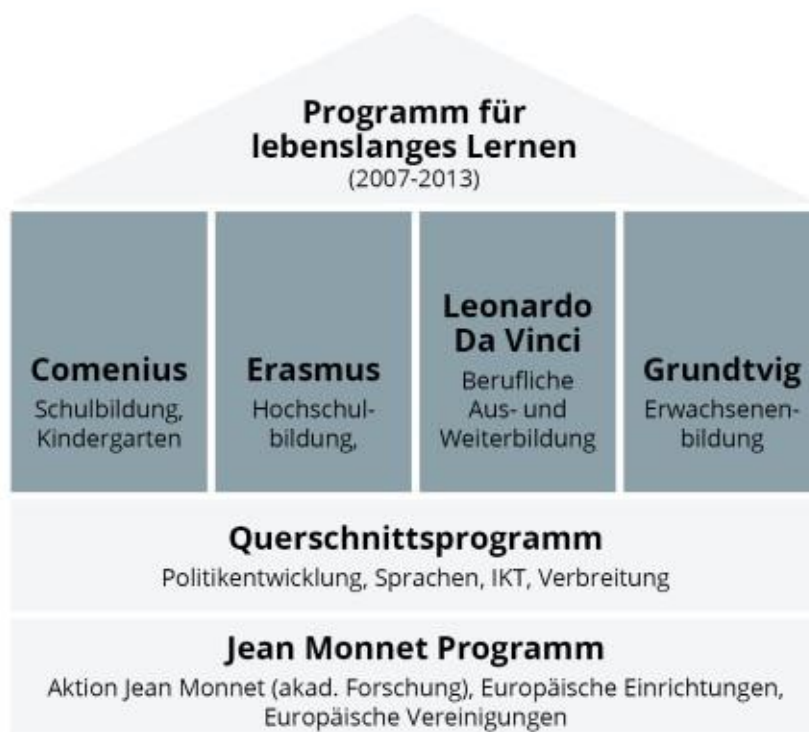 Programm für
lebenslanges Lernen
(2007-2013)
Comenius
Schulbildung,
Kindergarten
Erasmus
Hochschul-
bildung,
Leonardo
Da Vinci
Berufliche
Aus- und
Weiterbildung
Grundtvig
Erwachsenen-
bildung
Querschnittsprogramm
Politikentwicklung, Sprachen, IKT, Verbreitung
Jean Monnet Programm
Aktion Jean Monnet (akad. Forschung), Europäische Einrichtungen,
Europäische Vereinigungen